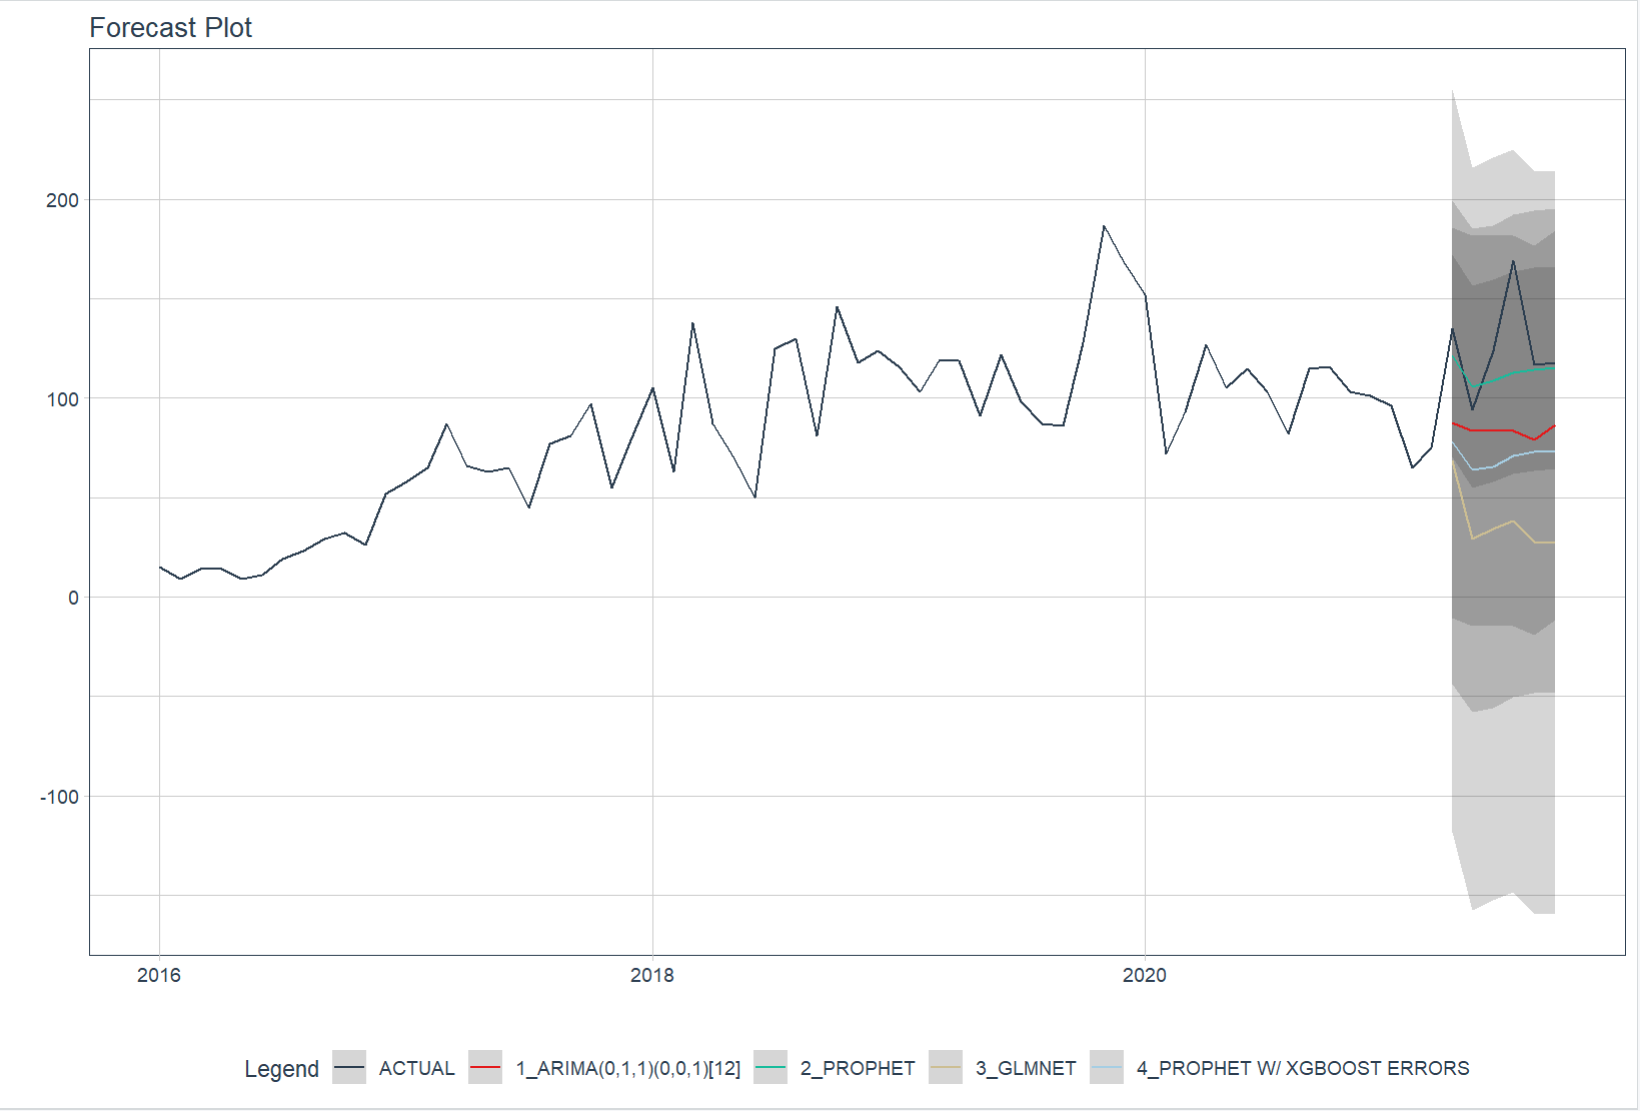 Forecast Plot
200
100
0
-100
2016 2018 2020
Legend ACTUAL 1_ARIMA(0,1,1)(0,0,1)[12] 2_PROPHET 3_GLMNET 4_PROPHET W/ XGBOOST ERRORS